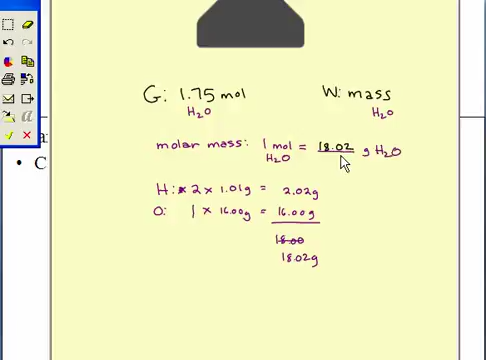 G: 1.75 mol H₂O W: mass H₂O
molar mass: 1 mol H₂O = 18.02 g H₂O
H: 2 x 1.01g = 2.02g
O: 1 x 16.00g = 16.00g
18.00
18.02g
• C